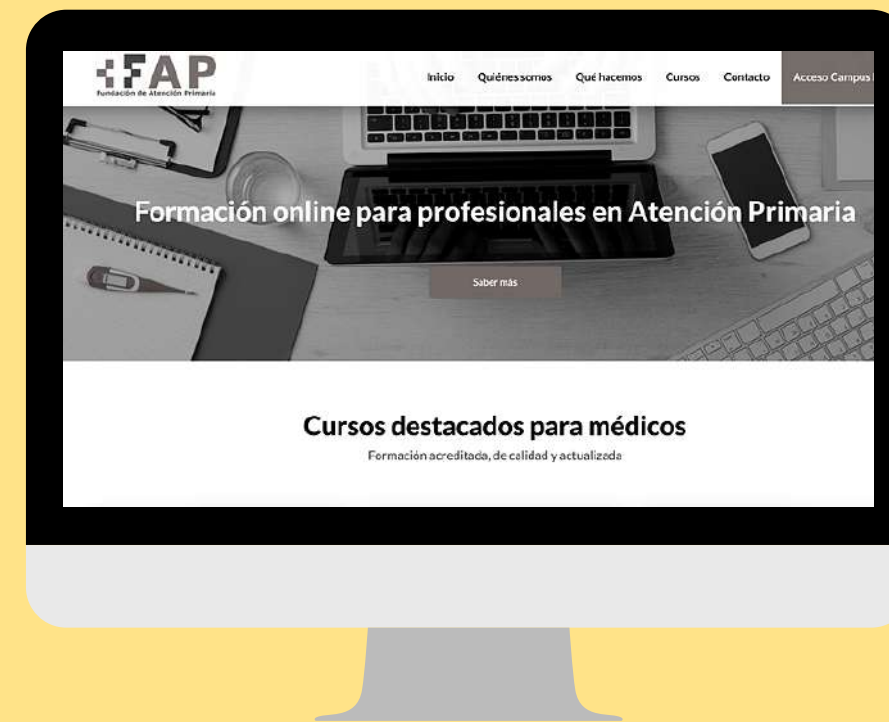 FAP
Fundación de Atención Primaria
Inicio Quiénes somos Qué hacemos Cursos Contacto Acceso Campus
Formación online para profesionales en Atención Primaria
Saber más
Cursos destacados para médicos
Formación acreditada, de calidad y actualizada